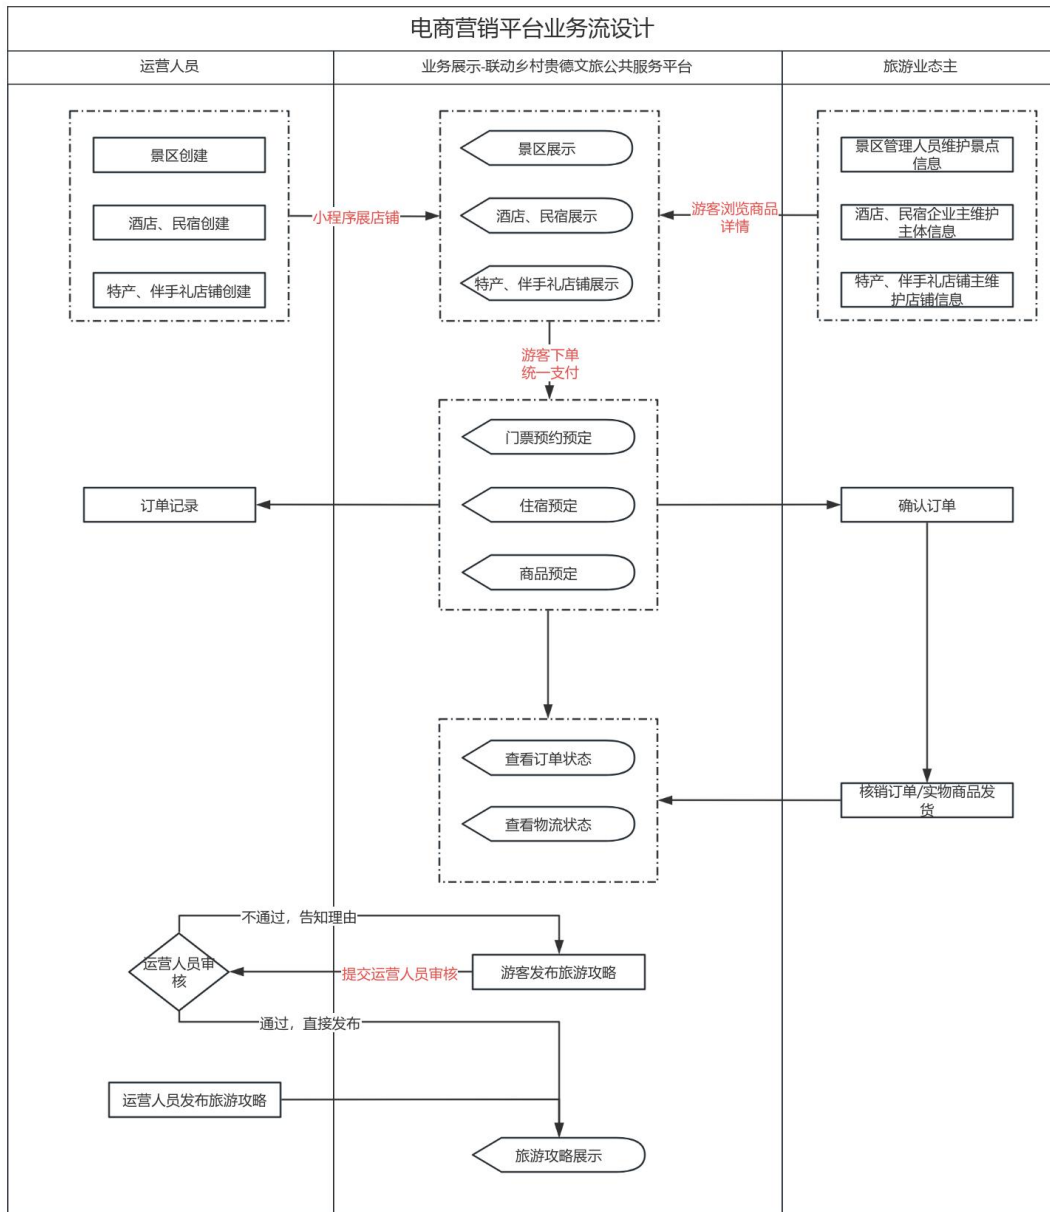 电商营销平台业务流设计
运营人员
业务展示-联动乡村贵德文旅公共服务平台
旅游业态主
景区创建
景区展示
景区管理人员维护景点
信息
酒店、民宿创建
小程序展店铺
酒店、民宿展示
游客浏览商品
详情
酒店、民宿企业主维护
主体信息
特产、伴手礼店铺创建
特产、伴手礼店铺展示
特产、伴手礼店铺主维
护店铺信息
游客下单
统一支付
门票预约预定
订单记录
住宿预定
确认订单
商品预定
查看订单状态
核销订单/实物商品发
货
查看物流状态
不通过，告知理由
运营人员审
核
提交运营人员审核
游客发布旅游攻略
通过，直接发布
运营人员发布旅游攻略
旅游攻略展示